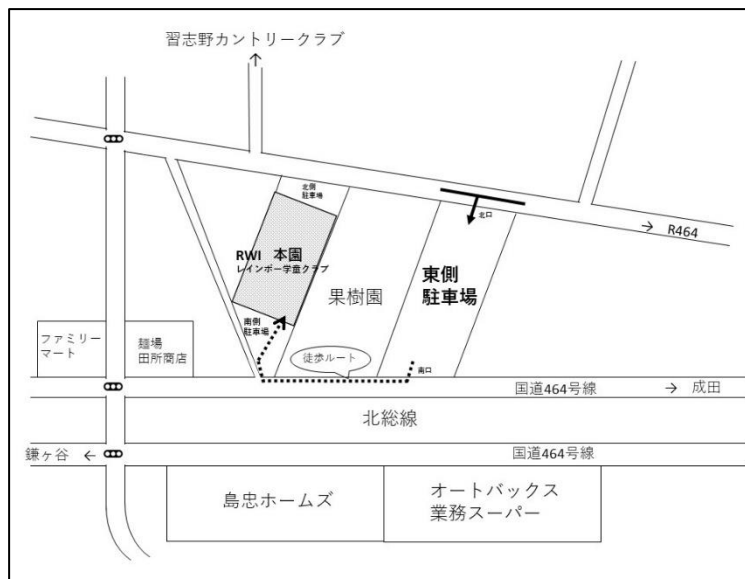 習志野カントリークラブ
北側
駐車場
北口
R464
RWI 本園
レインボー学童クラブ
東側
駐車場
果樹園
南側
駐車場
ファミリー
マート
麺場
田所商店
徒歩ルート
南口
国道464号線
成田
北総線
鎌ヶ谷
国道464号線
島忠ホームズ
オートバックス
業務スーパー